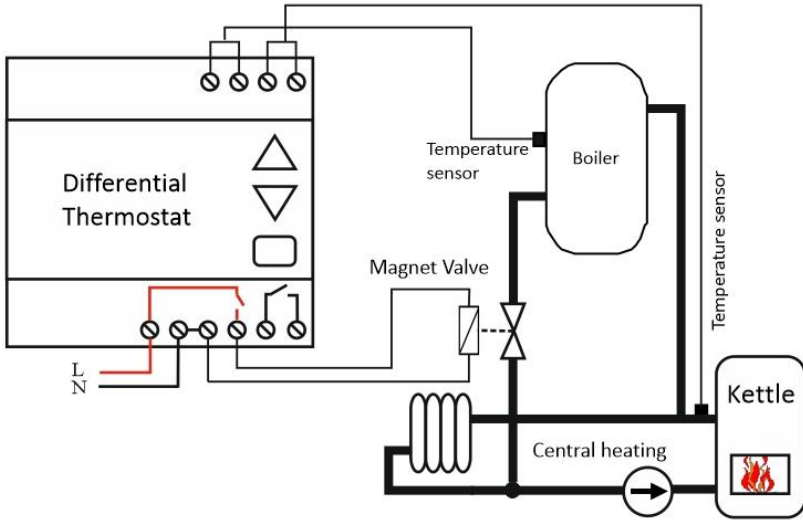 Differential
Thermostat
Temperature
sensor
Boiler
Temperature sensor
Magnet Valve
L
N
Kettle
Central heating